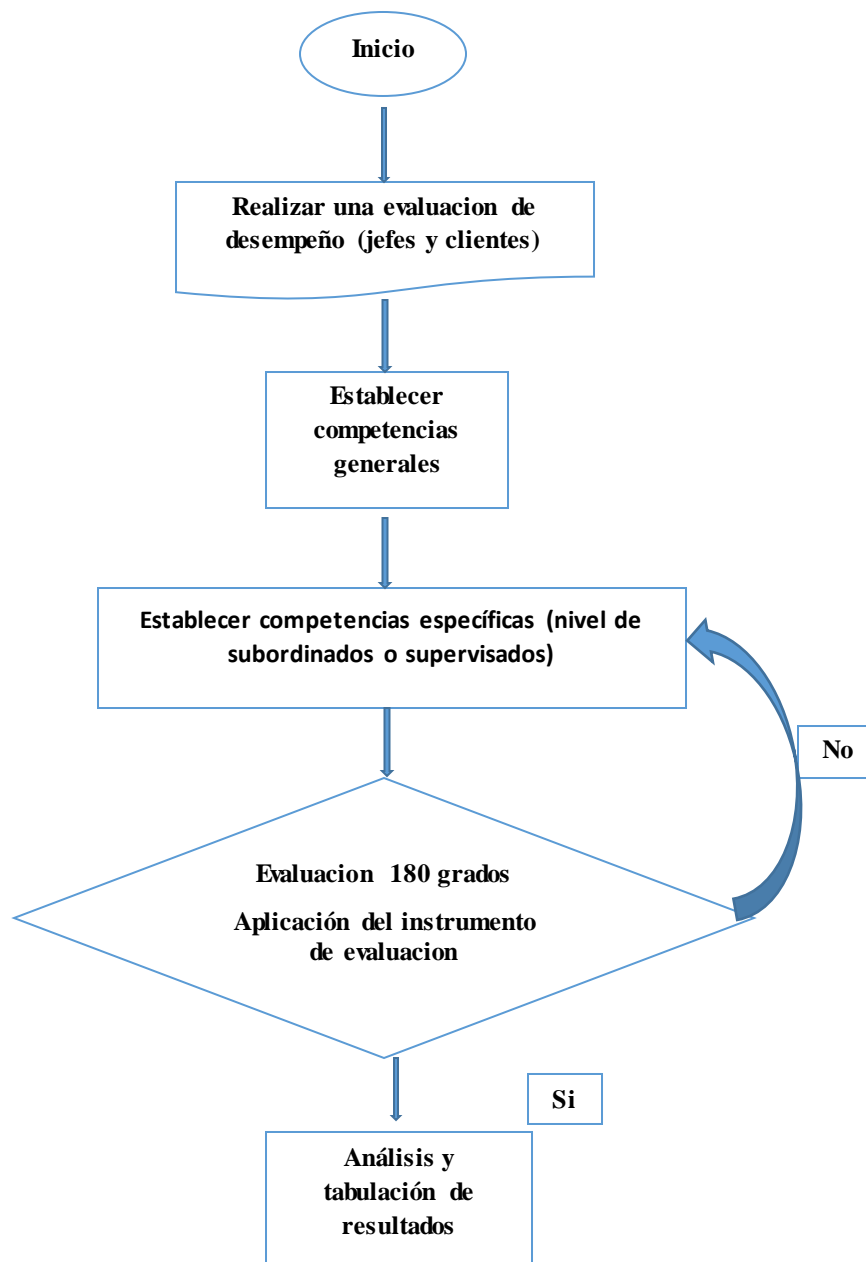 Inicio
Realizar una evaluacion de
desempeño (jefes y clientes)
Establecer
competencias
generales
Establecer competencias específicas (nivel de
subordinados o supervisados)
No
Evaluacion 180 grados
Aplicación del instrumento
de evaluacion
Si
Análisis y
tabulación de
resultados